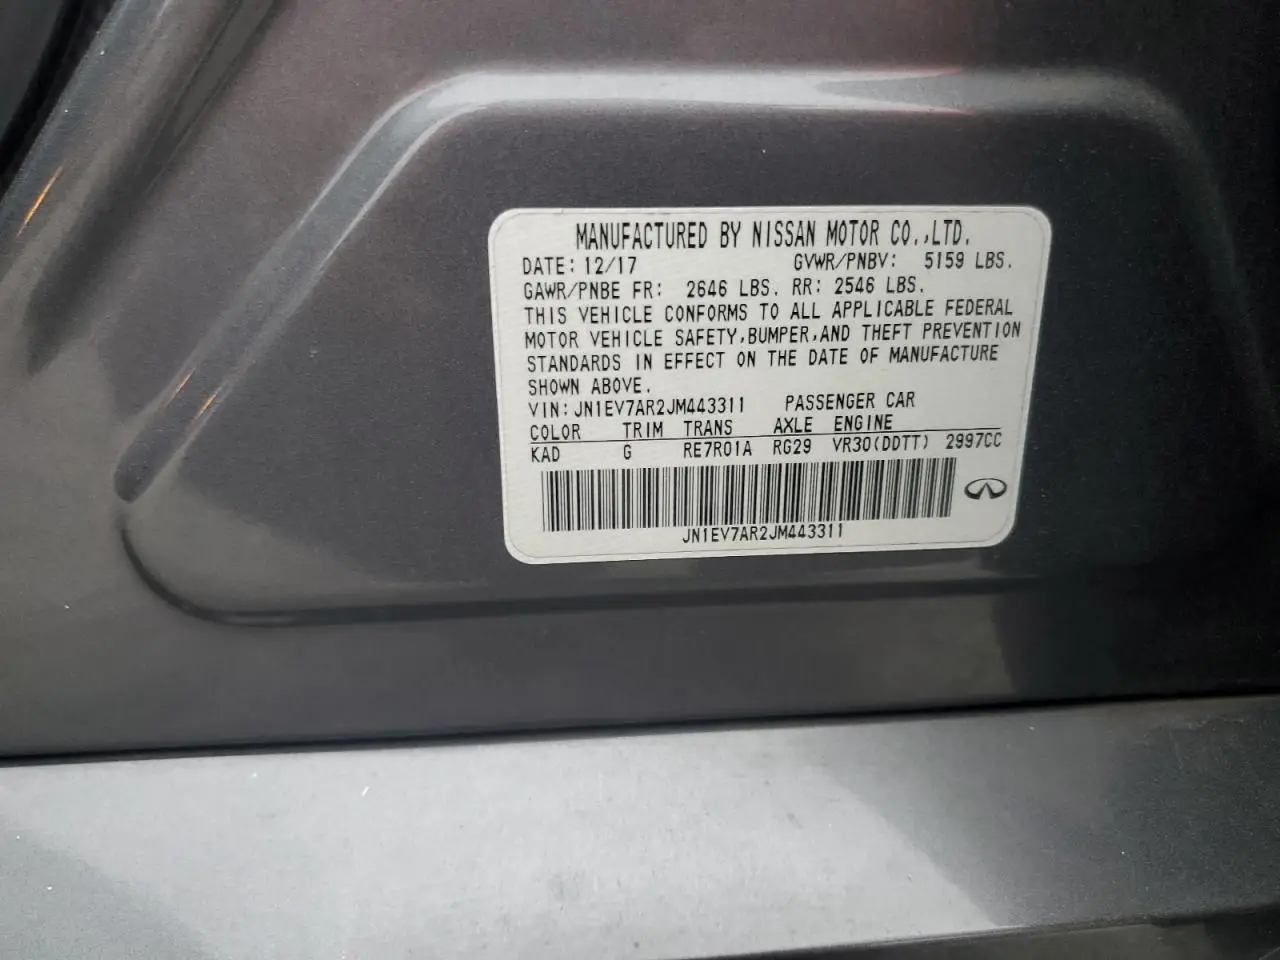 MANUFACTURED BY NISSAN MOTOR CO.,LTD.
DATE: 12/17 GVWR/PNBV: 5159 LBS.
GAWR/PNBE FR: 2646 LBS. RR: 2546 LBS.
THIS VEHICLE CONFORMS TO ALL APPLICABLE FEDERAL
MOTOR VEHICLE SAFETY,BUMPER,AND THEFT PREVENTION
STANDARDS IN EFFECT ON THE DATE OF MANUFACTURE
SHOWN ABOVE.
VIN:JN1EV7AR2JM443311 PASSENGER CAR
COLOR TRIM TRANS AXLE ENGINE
KAD G RE7R01A RG29 VR30(DDTT) 2997CC
JN1EV7AR2JM443311